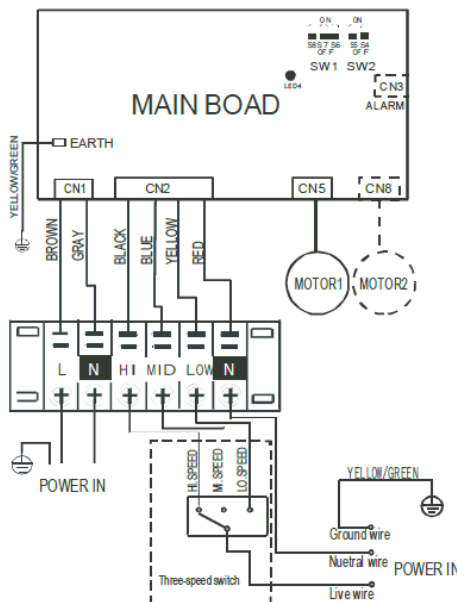 ON ON
S8 S7 S6 S5 S4
OFF OFF
SW1 SW2
LED4
CN3
ALARM
MAIN BOAD
EARTH
YELLOW/GREEN
CN1 CN2 CN5 CN8
BROWN
GRAY
BLACK
BLUE
YELLOW
RED
MOTOR1 MOTOR2
L N HI MID LOW N
POWER IN
HI.SPEED
MI.SPEED
LO.SPEED
YELLOW/GREEN
Ground wire
Nuetral wire
POWER IN
Three-speed switch
Live wire